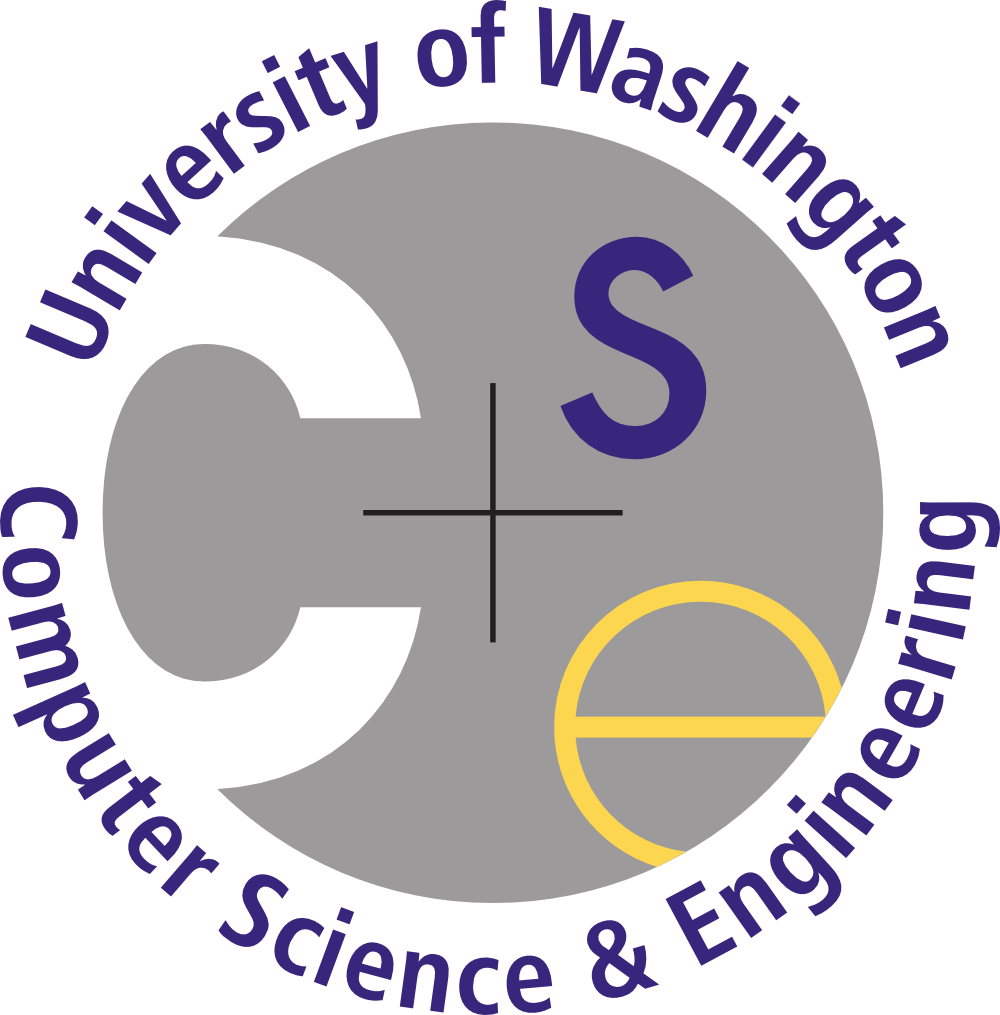 University of Washington
C S
e
Computer Science & Engineering